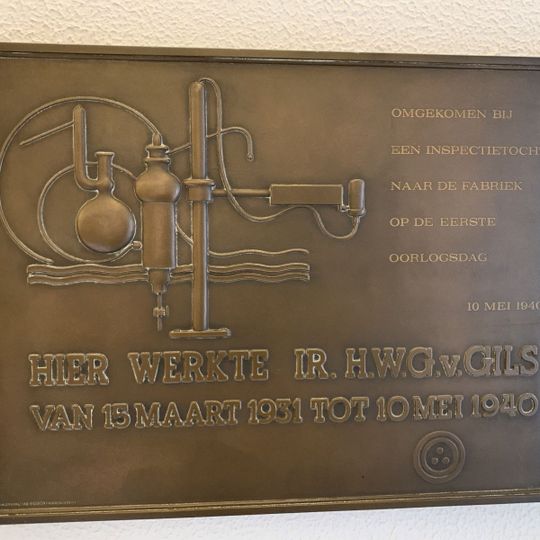 OMGEKOMEN BIJ
EEN INSPECTIETOCH
NAAR DE FABRIEK
OP DE EERSTE
OORLOGSDAG
10 MEI 1940
HIER WERKTE IR. H.W.G.v.GILS
VAN 15 MAART 1931 TOT 10 MEI 1940